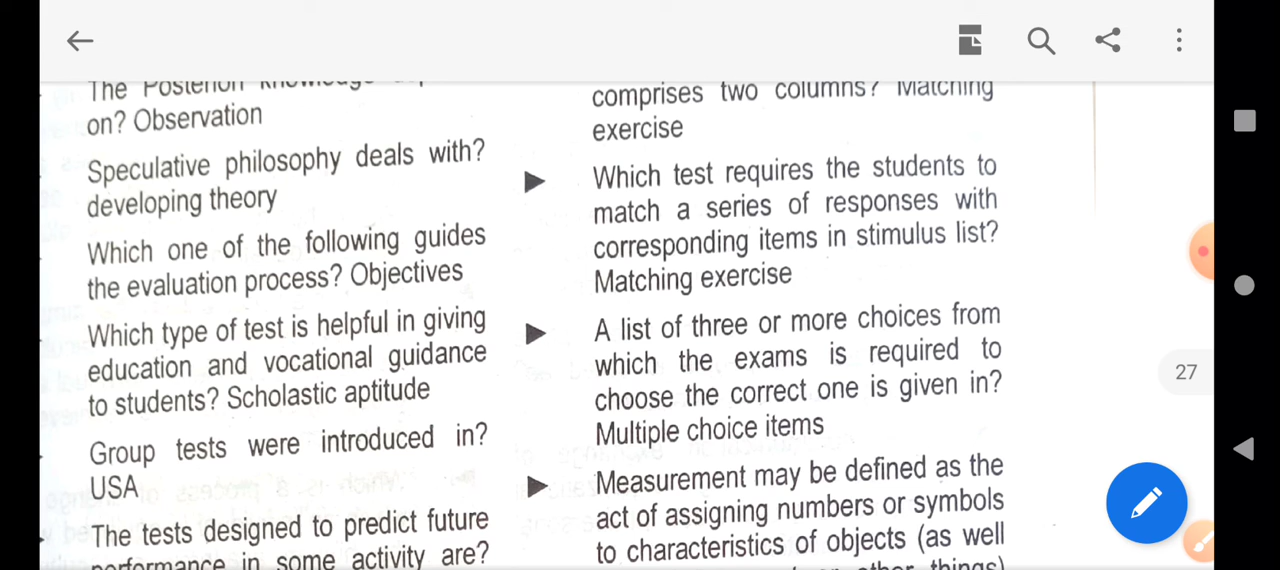 The Posteriori knowledge
on? Observation
Speculative philosophy deals with?
developing theory
Which one of the following guides
the evaluation process? Objectives
Which type of test is helpful in giving
education and vocational guidance
to students? Scholastic aptitude
Group tests were introduced in?
USA
The tests designed to predict future
performance in some activity are?
comprises two columns? Matching
exercise
Which test requires the students to
match a series of responses with
corresponding items in stimulus list?
Matching exercise
A list of three or more choices from
which the exams is required to
choose the correct one is given in?
Multiple choice items
Measurement may be defined as the
act of assigning numbers or symbols
to characteristics of objects (as well
other things)
27